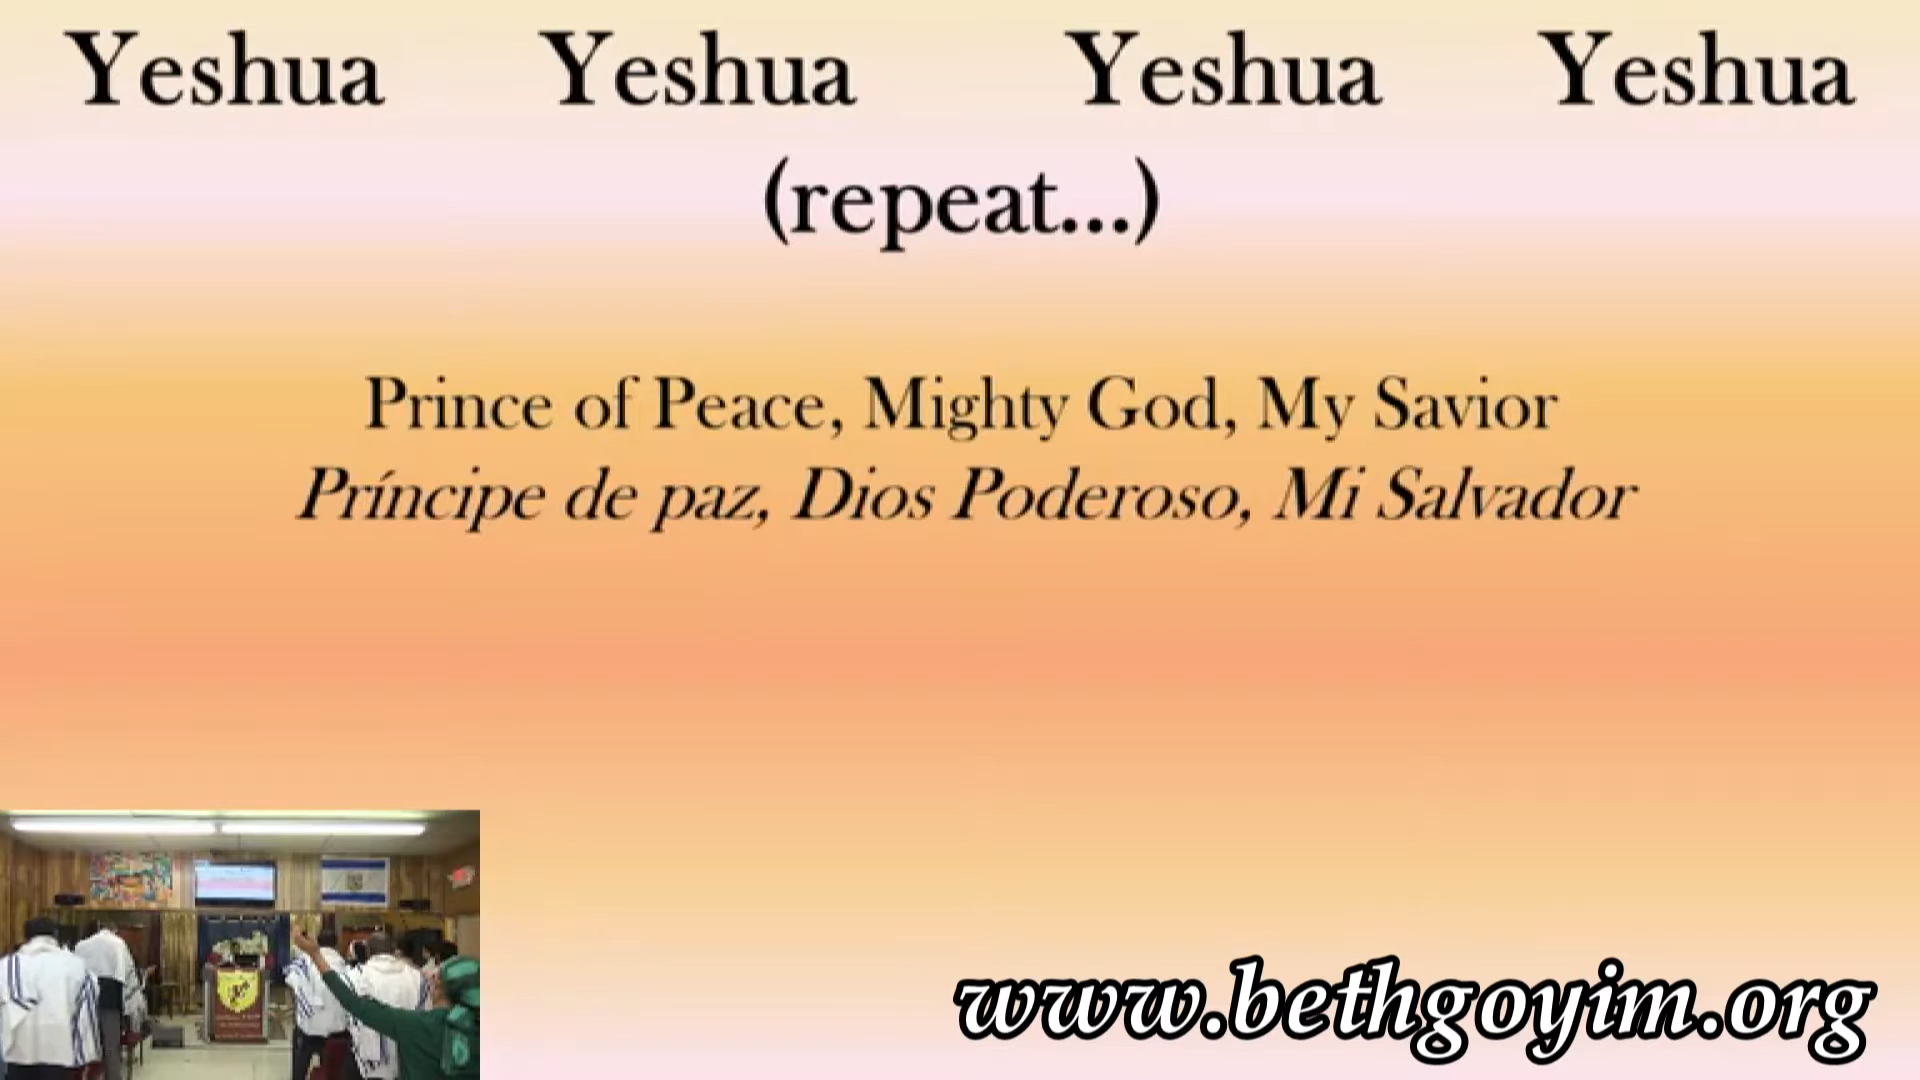 Yeshua Yeshua Yeshua Yeshua
(repeat...)
Prince of Peace, Mighty God, My Savior
Príncipe de paz, Dios Poderoso, Mi Salvador
www.bethgoyim.org